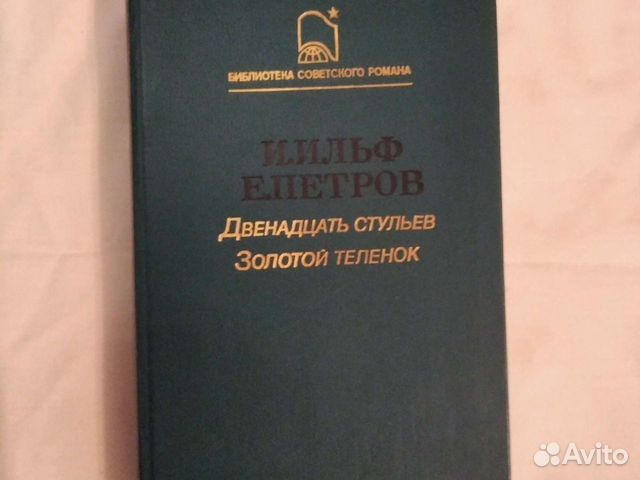 БИБЛИОТЕКА СОВЕТСКОГО РОМАНА
И.ИЛЬФ
Е.ПЕТРОВ
ДВЕНАДЦАТЬ СТУЛЬЕВ
ЗОЛОТОЙ ТЕЛЕНОК
Avito